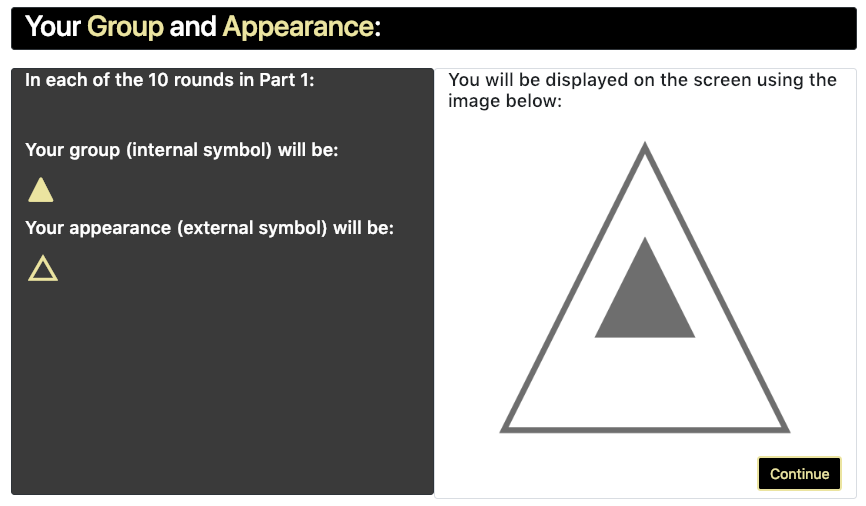 Your Group and Appearance:
In each of the 10 rounds in Part 1:
Your group (internal symbol) will be:
Your appearance (external symbol) will be:
You will be displayed on the screen using the
image below:
Continue